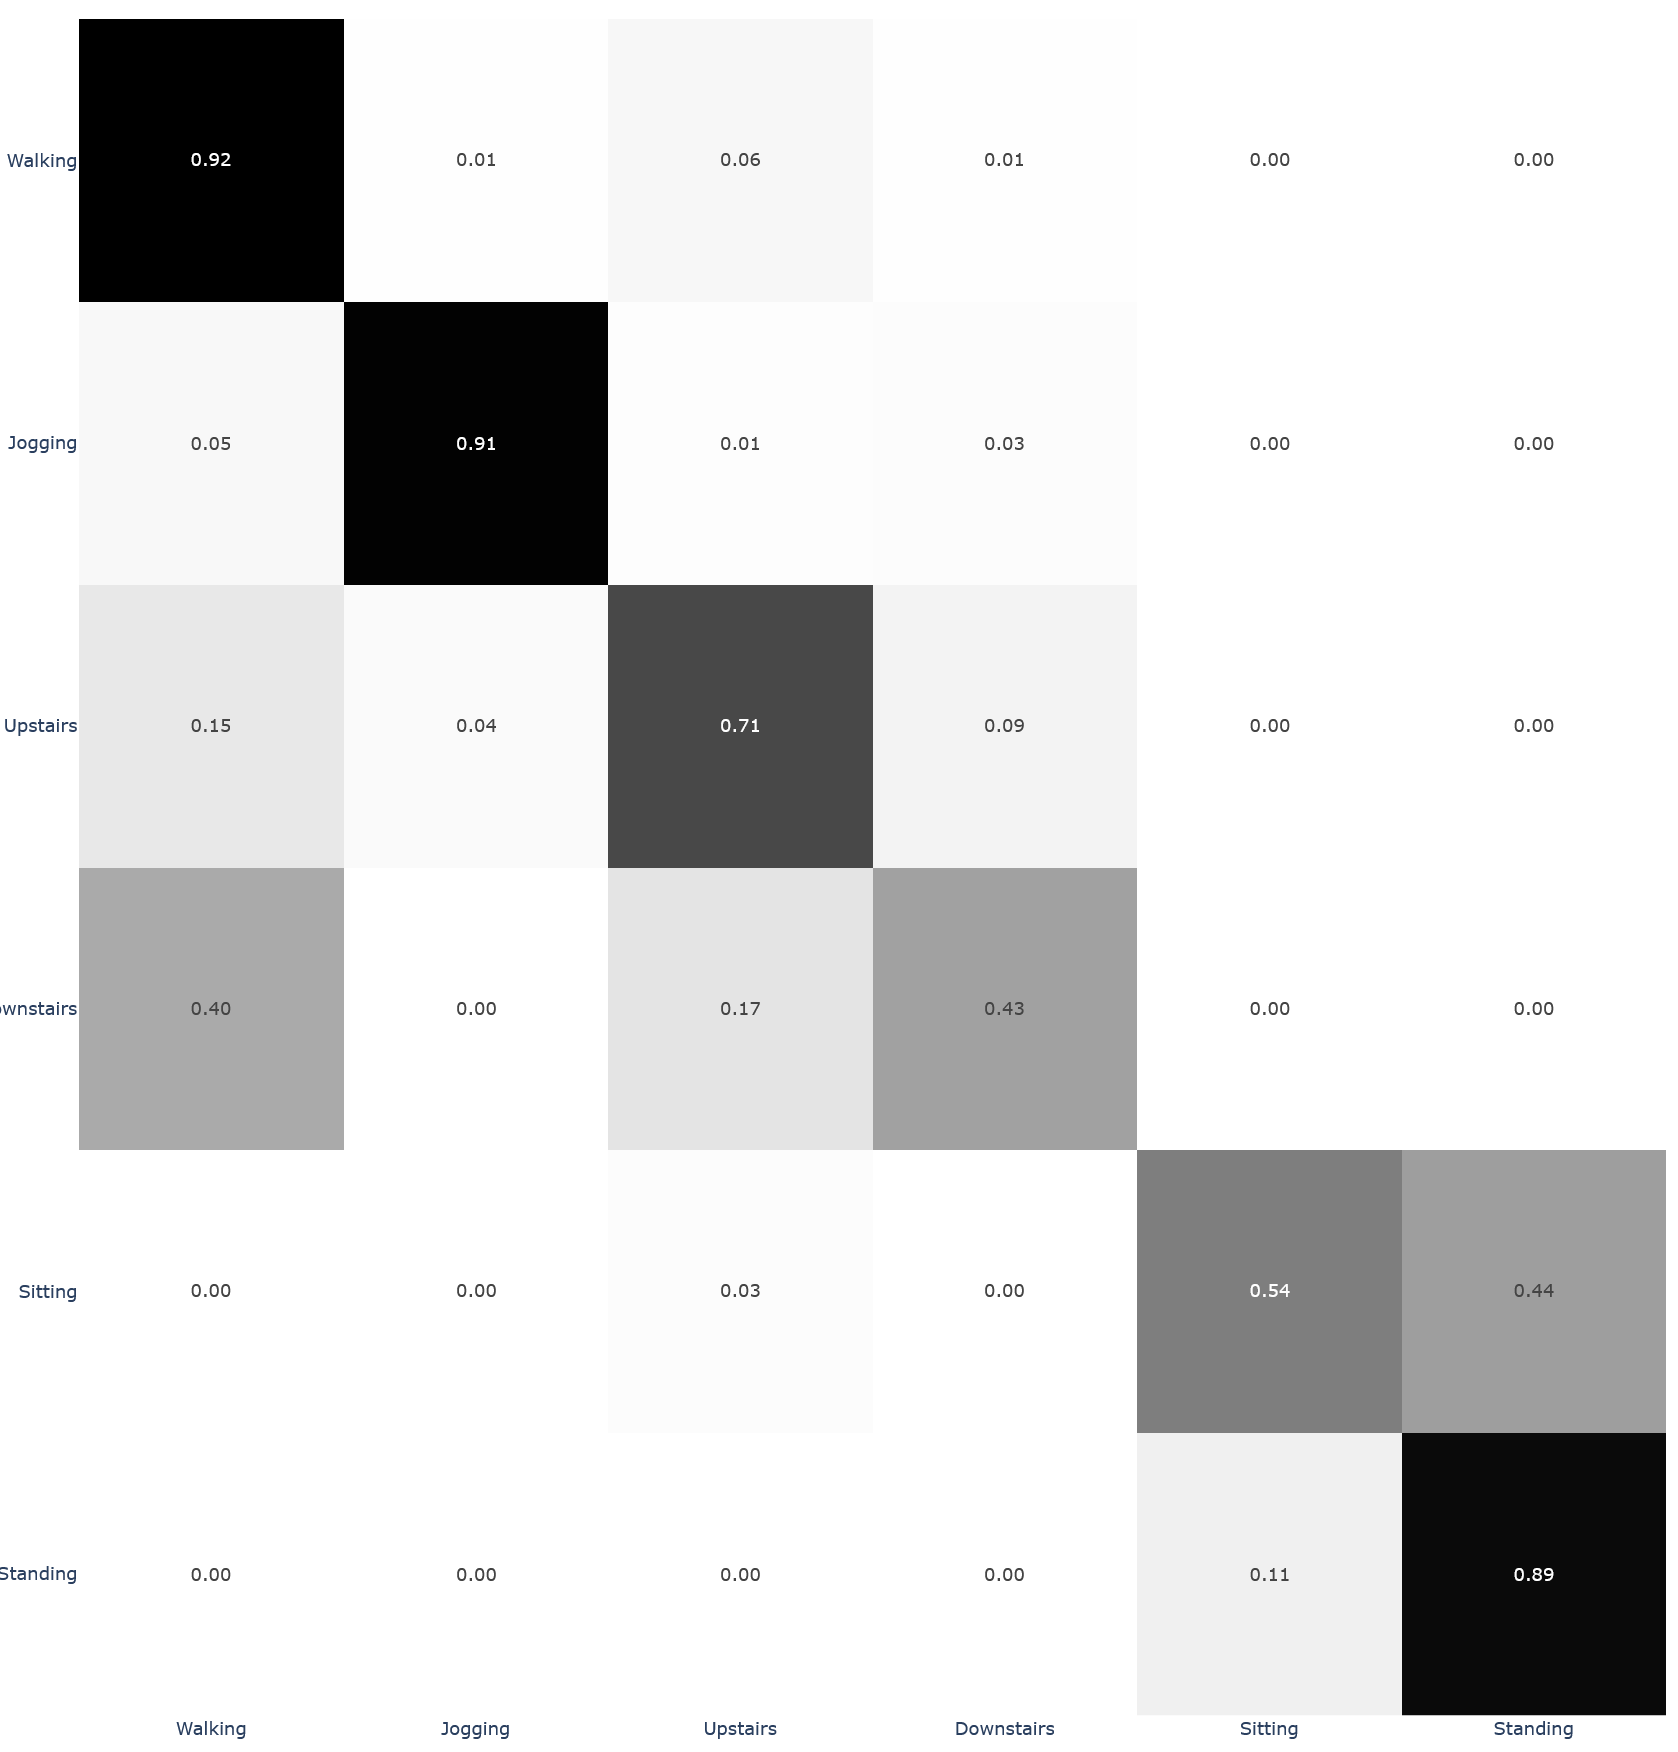 Walking 0.92 0.01 0.06 0.01 0.00 0.00
Jogging 0.05 0.91 0.01 0.03 0.00 0.00
Upstairs 0.15 0.04 0.71 0.09 0.00 0.00
ownstairs 0.40 0.00 0.17 0.43 0.00 0.00
Sitting 0.00 0.00 0.03 0.00 0.54 0.44
Standing 0.00 0.00 0.00 0.00 0.11 0.89
Walking Jogging Upstairs Downstairs Sitting Standing